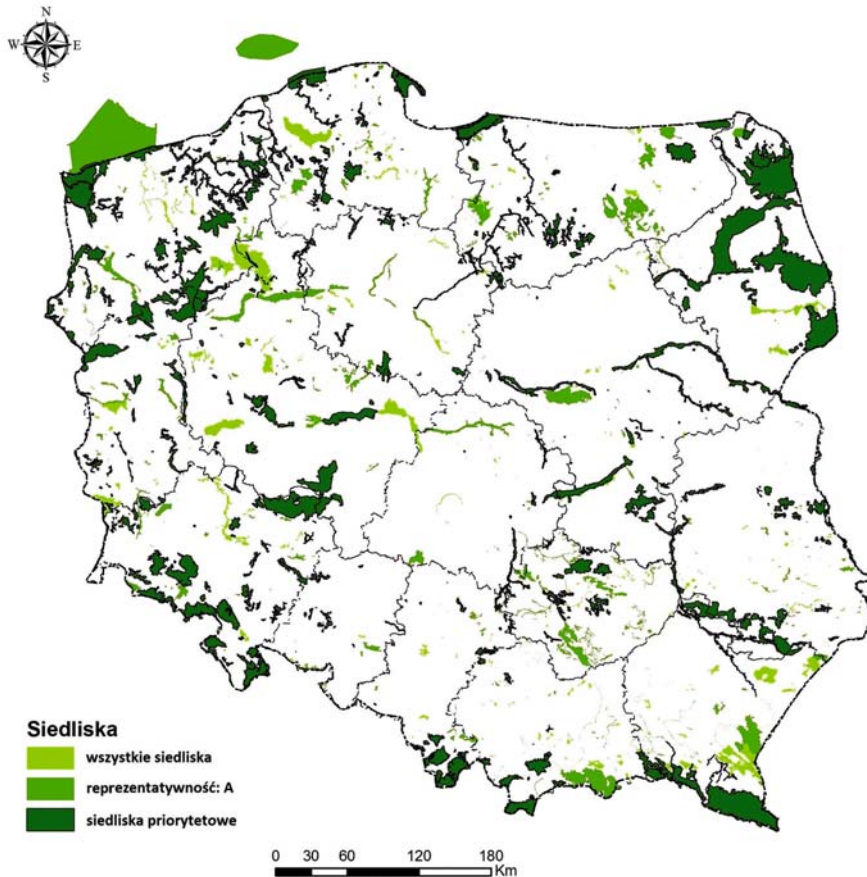 N
W E
S
Siedliska
wszystkie siedliska
reprezentatywność: A
siedliska priorytetowe
0 30 60 120 180
Km